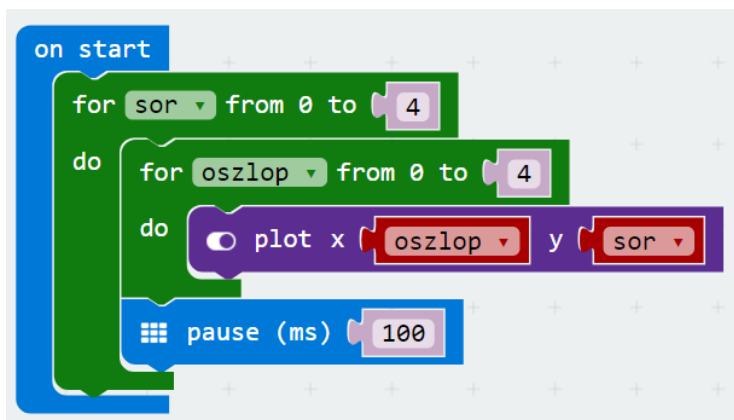 on start
for sor from 0 to 4
do for oszlop from 0 to 4
do plot x oszlop y sor
pause (ms) 100